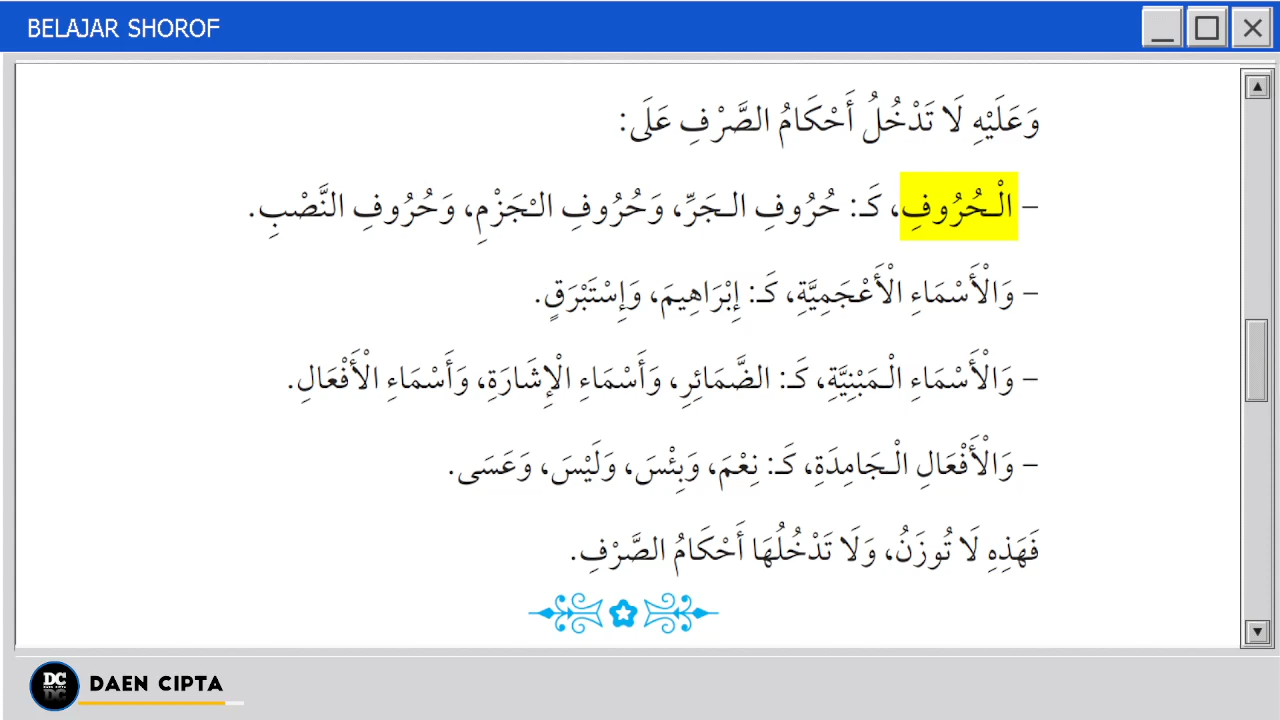 BELAJAR SHOROF
وَعَلَيْهِ لَا تَدْخُلُ أَحْكَامُ الصَّرْفِ عَلَى:
– الْـحُرُوفِ، كَـ: حُرُوفِ الـجَرِّ، وَحُرُوفِ الـْجَزْمِ، وَحُرُوفِ النَّصْبِ.
– وَالْأَسْمَاءِ الْأَعْجَمِيَّةِ، كَـ: إِبْرَاهِيمَ، وَإِسْتَبْرَقٍ.
– وَالْأَسْمَاءِ الْـمَبْنِيَّةِ، كَـ: الضَّمَائِرِ، وَأَسْمَاءِ الْإِشَارَةِ، وَأَسْمَاءِ الْأَفْعَالِ.
– وَالْأَفْعَالِ الْـجَامِدَةِ، كَـ: نِعْمَ، وَبِئْسَ، وَلَيْسَ، وَعَسَى.
فَهَذِهِ لَا تُوزَنُ، وَلَا تَدْخُلُهَا أَحْكَامُ الصَّرْفِ.
DC
DAEN CIPTA